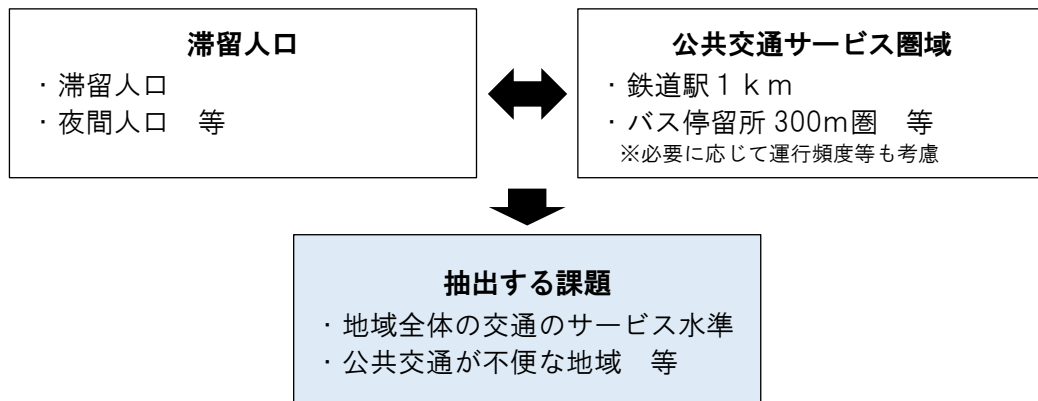 滞留人口
・滞留人口
・夜間人口　等
公共交通サービス圏域
・鉄道駅１ｋｍ
・バス停留所 300m圏　等
※必要に応じて運行頻度等も考慮
抽出する課題
・地域全体の交通のサービス水準
・公共交通が不便な地域　等